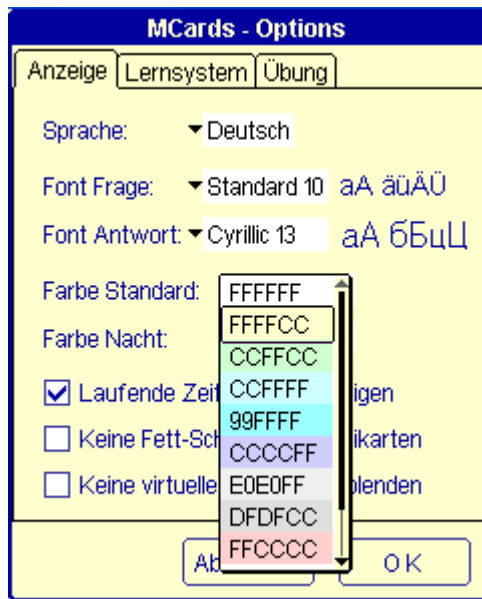 MCards - Options
Anzeige Lernsystem Übung
Sprache: Deutsch
Font Frage: Standard 10 aA äüÄÜ
Font Antwort: Cyrillic 13 aA бБцЦ
Farbe Standard: FFFFFF
FFFFCC
Farbe Nacht:
CCFFCC
Laufende Zeit CCFFFF igen
99FFFF
Keine Fett-Sch CCCCFF ikarten
Keine virtuelle E0E0FF lenden
DFDFCC
FFCCCC
Ab OK